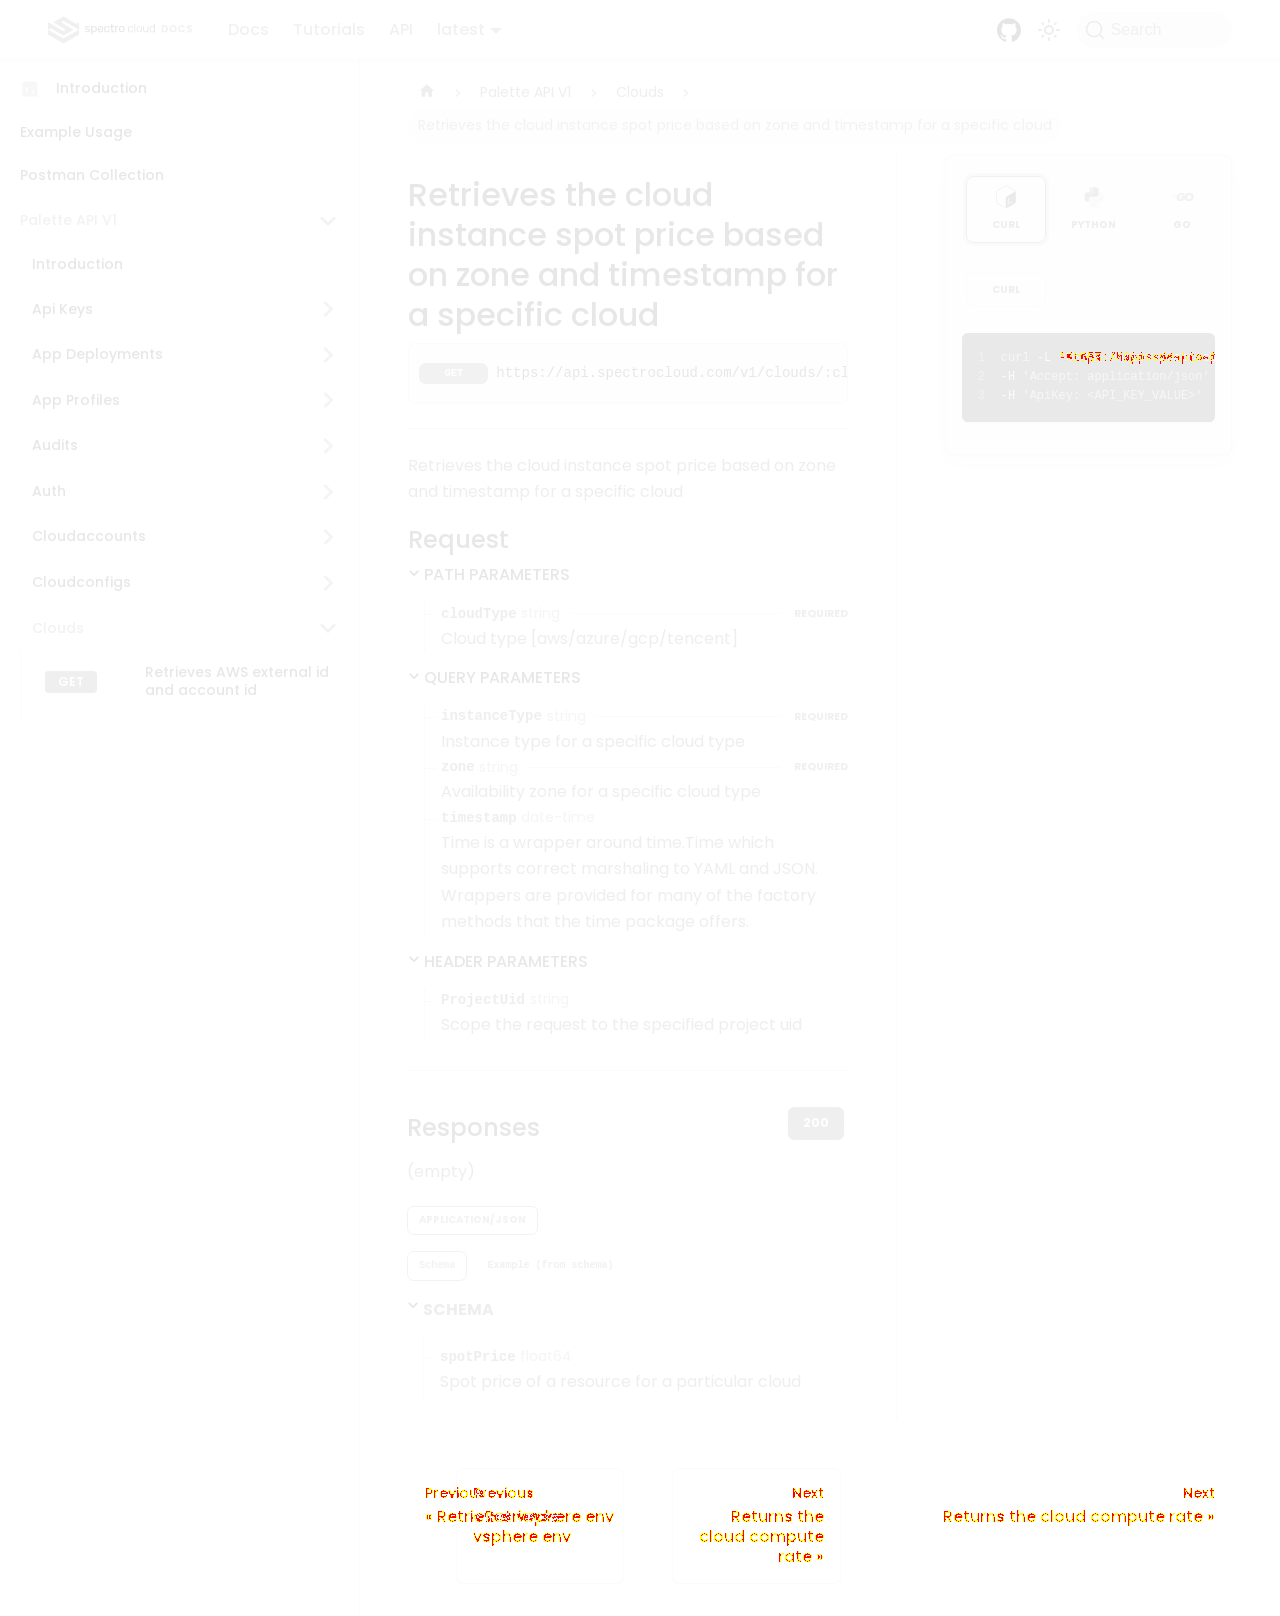 spectro cloud DOCS
Docs
Tutorials
API
latest
Search
Introduction
Example Usage
Postman Collection
Palette API V1
Introduction
Api Keys
App Deployments
App Profiles
Audits
Auth
Cloudaccounts
Cloudconfigs
Clouds
GET
Retrieves AWS external id
and account id
Palette API V1
Clouds
Retrieves the cloud instance spot price based on zone and timestamp for a specific cloud
Retrieves the cloud
instance spot price based
on zone and timestamp for
a specific cloud
GET
https://api.spectrocloud.com/v1/clouds/:cl
Retrieves the cloud instance spot price based on zone
and timestamp for a specific cloud
Request
PATH PARAMETERS
cloudType string
REQUIRED
Cloud type [aws/azure/gcp/tencent]
QUERY PARAMETERS
instanceType string
REQUIRED
Instance type for a specific cloud type
zone string
REQUIRED
Availability zone for a specific cloud type
timestamp date-time
Time is a wrapper around time.Time which
supports correct marshaling to YAML and JSON.
Wrappers are provided for many of the factory
methods that the time package offers.
HEADER PARAMETERS
ProjectUid string
Scope the request to the specified project uid
Responses
200
(empty)
APPLICATION/JSON
Schema
Example (from schema)
SCHEMA
spotPrice float64
Spot price of a resource for a particular cloud
CURL
PYTHON
GO
CURL
1 curl -L
2 -H 'Accept: application/json'
3 -H 'ApiKey: <API_KEY_VALUE>'
Previous
Previous
vsphere env
vsphere env
Next
Returns the
cloud compute
rate »
Next
Returns the cloud compute rate »